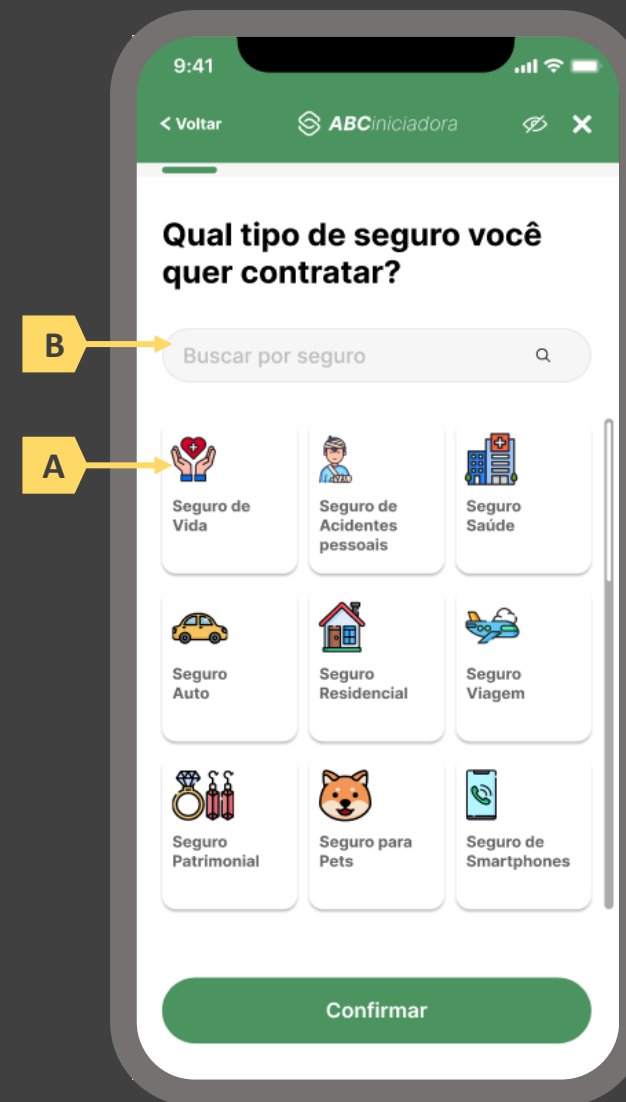 9:41
< Voltar
ABCiniciadora
Qual tipo de seguro você
quer contratar?
B
Buscar por seguro
A
Seguro de
Vida
Seguro de
Acidentes
pessoais
Seguro
Saúde
Seguro
Auto
Seguro
Residencial
Seguro
Viagem
Seguro
Patrimonial
Seguro para
Pets
Seguro de
Smartphones
Confirmar